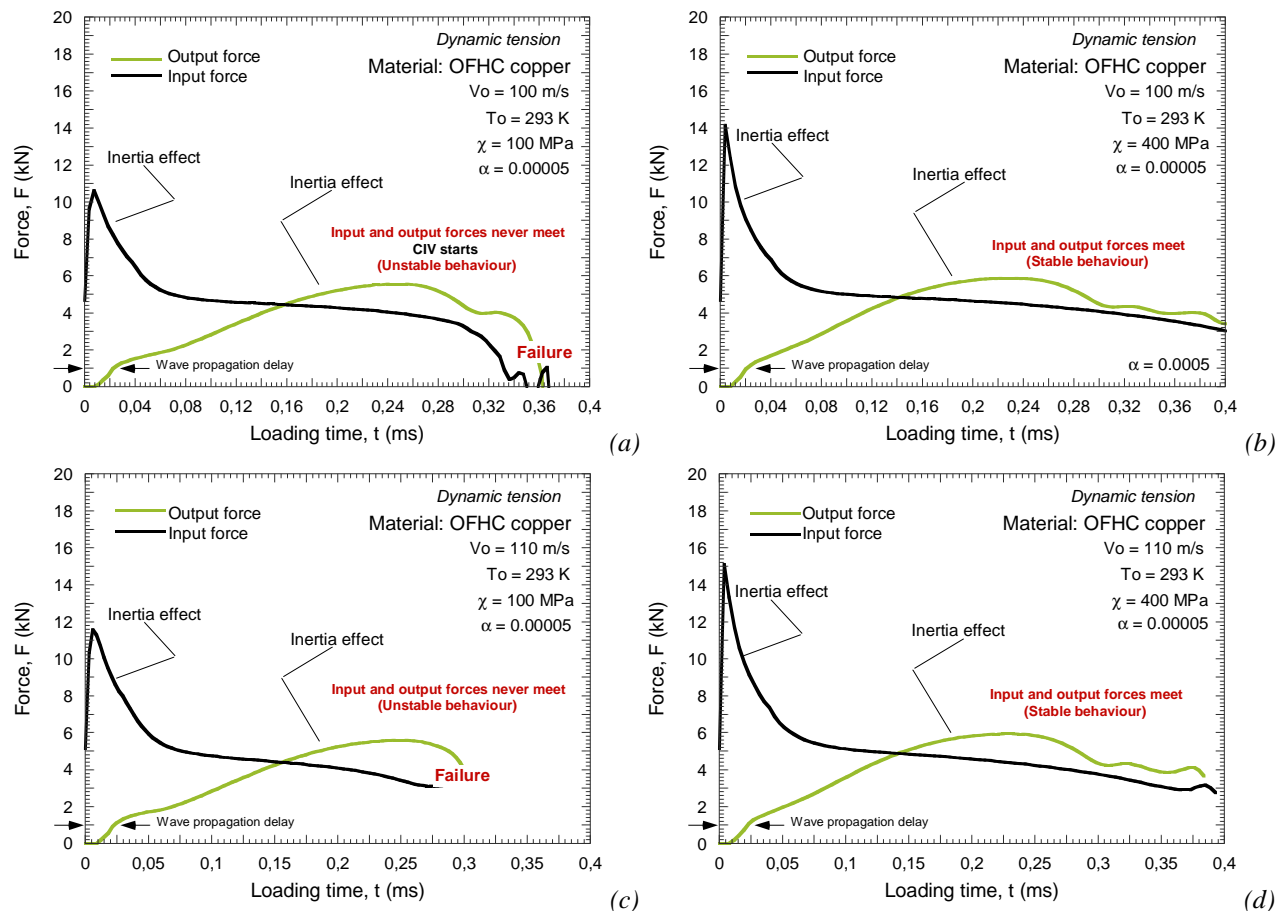 20
18
16
14
12
10
8
6
4
2
0
Force, F (kN)
Output force
Input force
Dynamic tension
Material: OFHC copper
Vo = 100 m/s
To = 293 K
χ = 100 MPa
α = 0.00005
Inertia effect
Inertia effect
Input and output forces never meet
CIV starts
(Unstable behaviour)
Failure
Wave propagation delay
0 0,04 0,08 0,12 0,16 0,2 0,24 0,28 0,32 0,36 0,4
Loading time, t (ms)
(a)
20
18
16
14
12
10
8
6
4
2
0
Force, F (kN)
Output force
Input force
Dynamic tension
Material: OFHC copper
Vo = 100 m/s
To = 293 K
χ = 400 MPa
α = 0.00005
Inertia effect
Inertia effect
Input and output forces meet
(Stable behaviour)
Wave propagation delay
α = 0.0005
0 0,04 0,08 0,12 0,16 0,2 0,24 0,28 0,32 0,36 0,4
Loading time, t (ms)
(b)
20
18
16
14
12
10
8
6
4
2
0
Force, F (kN)
Output force
Input force
Dynamic tension
Material: OFHC copper
Vo = 110 m/s
To = 293 K
χ = 100 MPa
α = 0.00005
Inertia effect
Inertia effect
Input and output forces never meet
(Unstable behaviour)
Failure
Wave propagation delay
0 0,05 0,15 0,15 0,2 0,25 0,3 0,35 0,4
Loading time, t (ms)
(c)
20
18
16
14
12
10
8
6
4
2
0
Force, F (kN)
Output force
Input force
Dynamic tension
Material: OFHC copper
Vo = 110 m/s
To = 293 K
χ = 400 MPa
α = 0.00005
Inertia effect
Inertia effect
Input and output forces meet
(Stable behaviour)
Wave propagation delay
0 0,05 0,15 0,15 0,2 0,25 0,3 0,35 0,4
Loading time, t (ms)
(d)